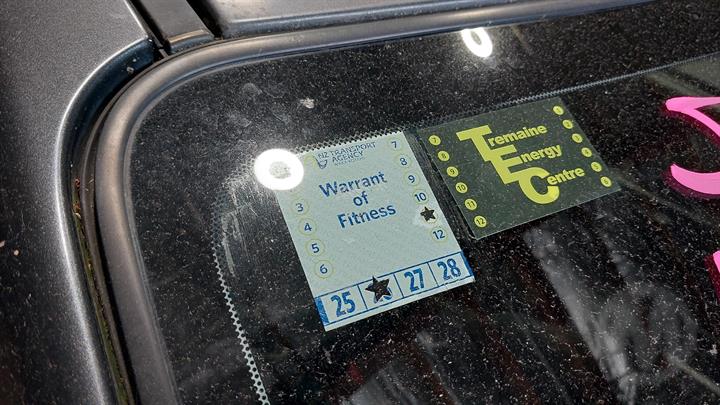 NZ TRANSPORT
AGENCY
Warrant
of
Fitness
3
4
5
6
7
8
9
10
12
25 27 28
Tremaine
Energy
Centre
7
8
9
10
11
12